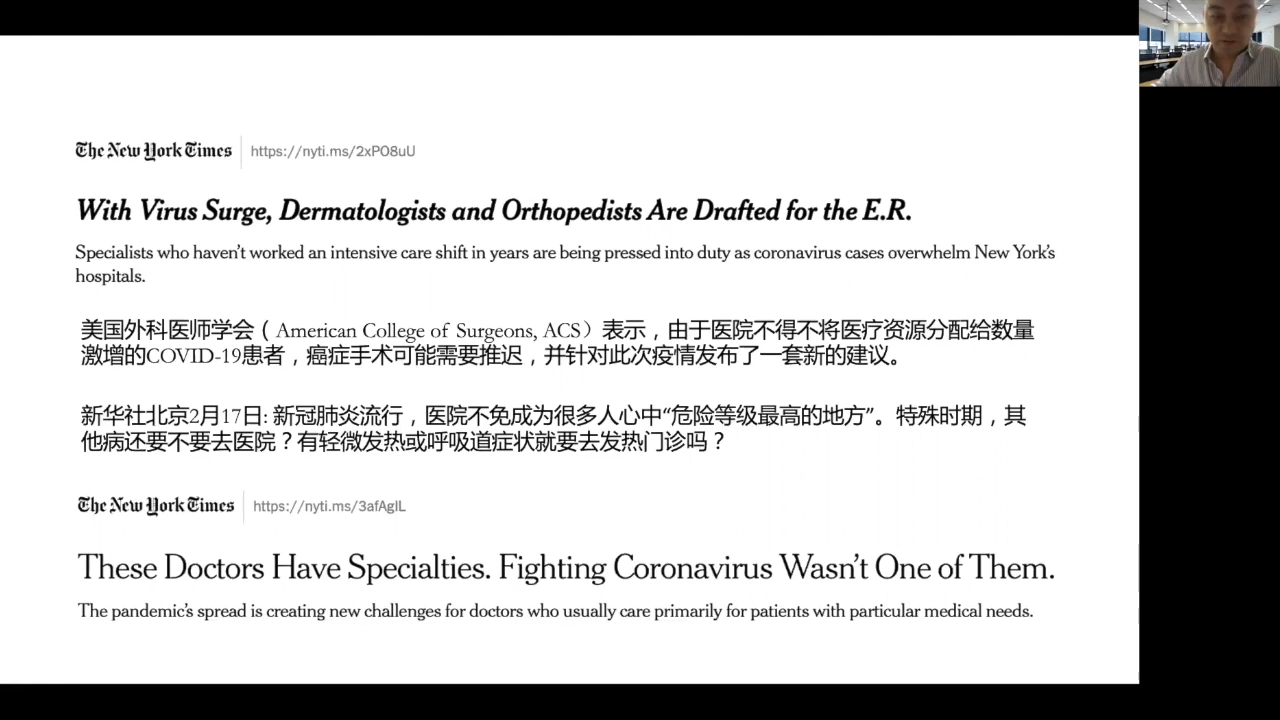 The New York Times | https://nyti.ms/2xPO8uU
With Virus Surge, Dermatologists and Orthopedists Are Drafted for the E.R.
Specialists who haven't worked an intensive care shift in years are being pressed into duty as coronavirus cases overwhelm New York's
hospitals.
美国外科医师学会（American College of Surgeons, ACS）表示，由于医院不得不将医疗资源分配给数量
激增的COVID-19患者，癌症手术可能需要推迟，并针对此次疫情发布了一套新的建议。
新华社北京2月17日: 新冠肺炎流行，医院不免成为很多人心中“危险等级最高的地方”。特殊时期，其
他病还要不要去医院？有轻微发热或呼吸道症状就要去发热门诊吗？
The New York Times | https://nyti.ms/3afAgIL
These Doctors Have Specialties. Fighting Coronavirus Wasn't One of Them.
The pandemic's spread is creating new challenges for doctors who usually care primarily for patients with particular medical needs.